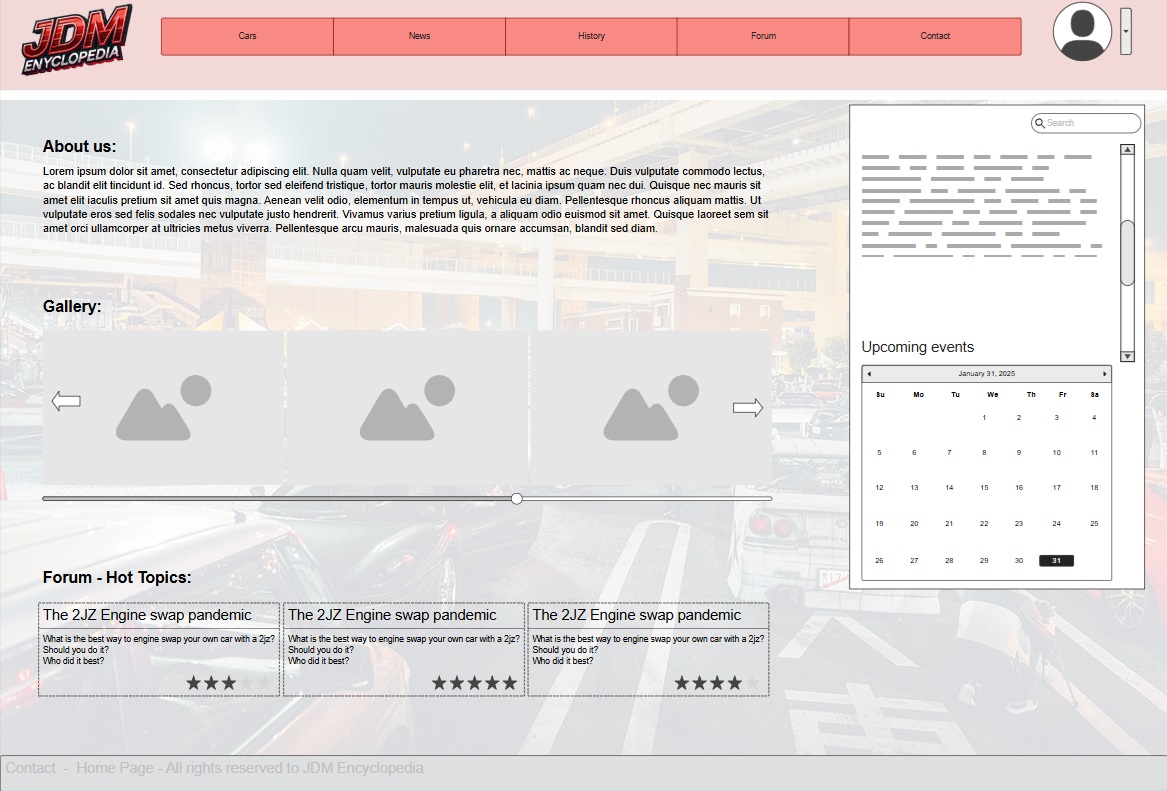 JDM
ENYCLOPEDIA
Cars
News
History
Forum
Contact
Search
About us:
Lorem ipsum dolor sit amet, consectetur adipiscing elit. Nulla quam velit, vulputate eu pharetra nec, mattis ac neque. Duis vulputate commodo lectus,
ac blandit elit tincidunt id. Sed rhoncus, tortor sed eleifend tristique, tortor mauris molestie elit, et lacinia ipsum quam nec dui. Quisque nec mauris sit
amet elit iaculis pretium sit amet quis magna. Aenean velit odio, elementum in tempus ut, vehicula eu diam. Pellentesque rhoncus aliquam mattis. Ut
vulputate eros sed felis sodales nec vulputate justo hendrerit. Vivamus varius pretium ligula, a aliquam odio euismod sit amet. Quisque laoreet sem sit
amet orci ullamcorper at ultricies metus viverra. Pellentesque arcu mauris, malesuada quis ornare accumsan, blandit sed diam.
Gallery:
Upcoming events
January 31, 2025
Su Mo Tu We Th Fr Sa
1 2 3 4
5 6 7 8 9 10 11
12 13 14 15 16 17 18
19 20 21 22 23 24 25
26 27 28 29 30 31
Forum - Hot Topics:
The 2JZ Engine swap pandemic
What is the best way to engine swap your own car with a 2jz?
Should you do it?
Who did it best?
The 2JZ Engine swap pandemic
What is the best way to engine swap your own car with a 2jz?
Should you do it?
Who did it best?
The 2JZ Engine swap pandemic
What is the best way to engine swap your own car with a 2jz?
Should you do it?
Who did it best?
Contact - Home Page - All rights reserved to JDM Encyclopedia